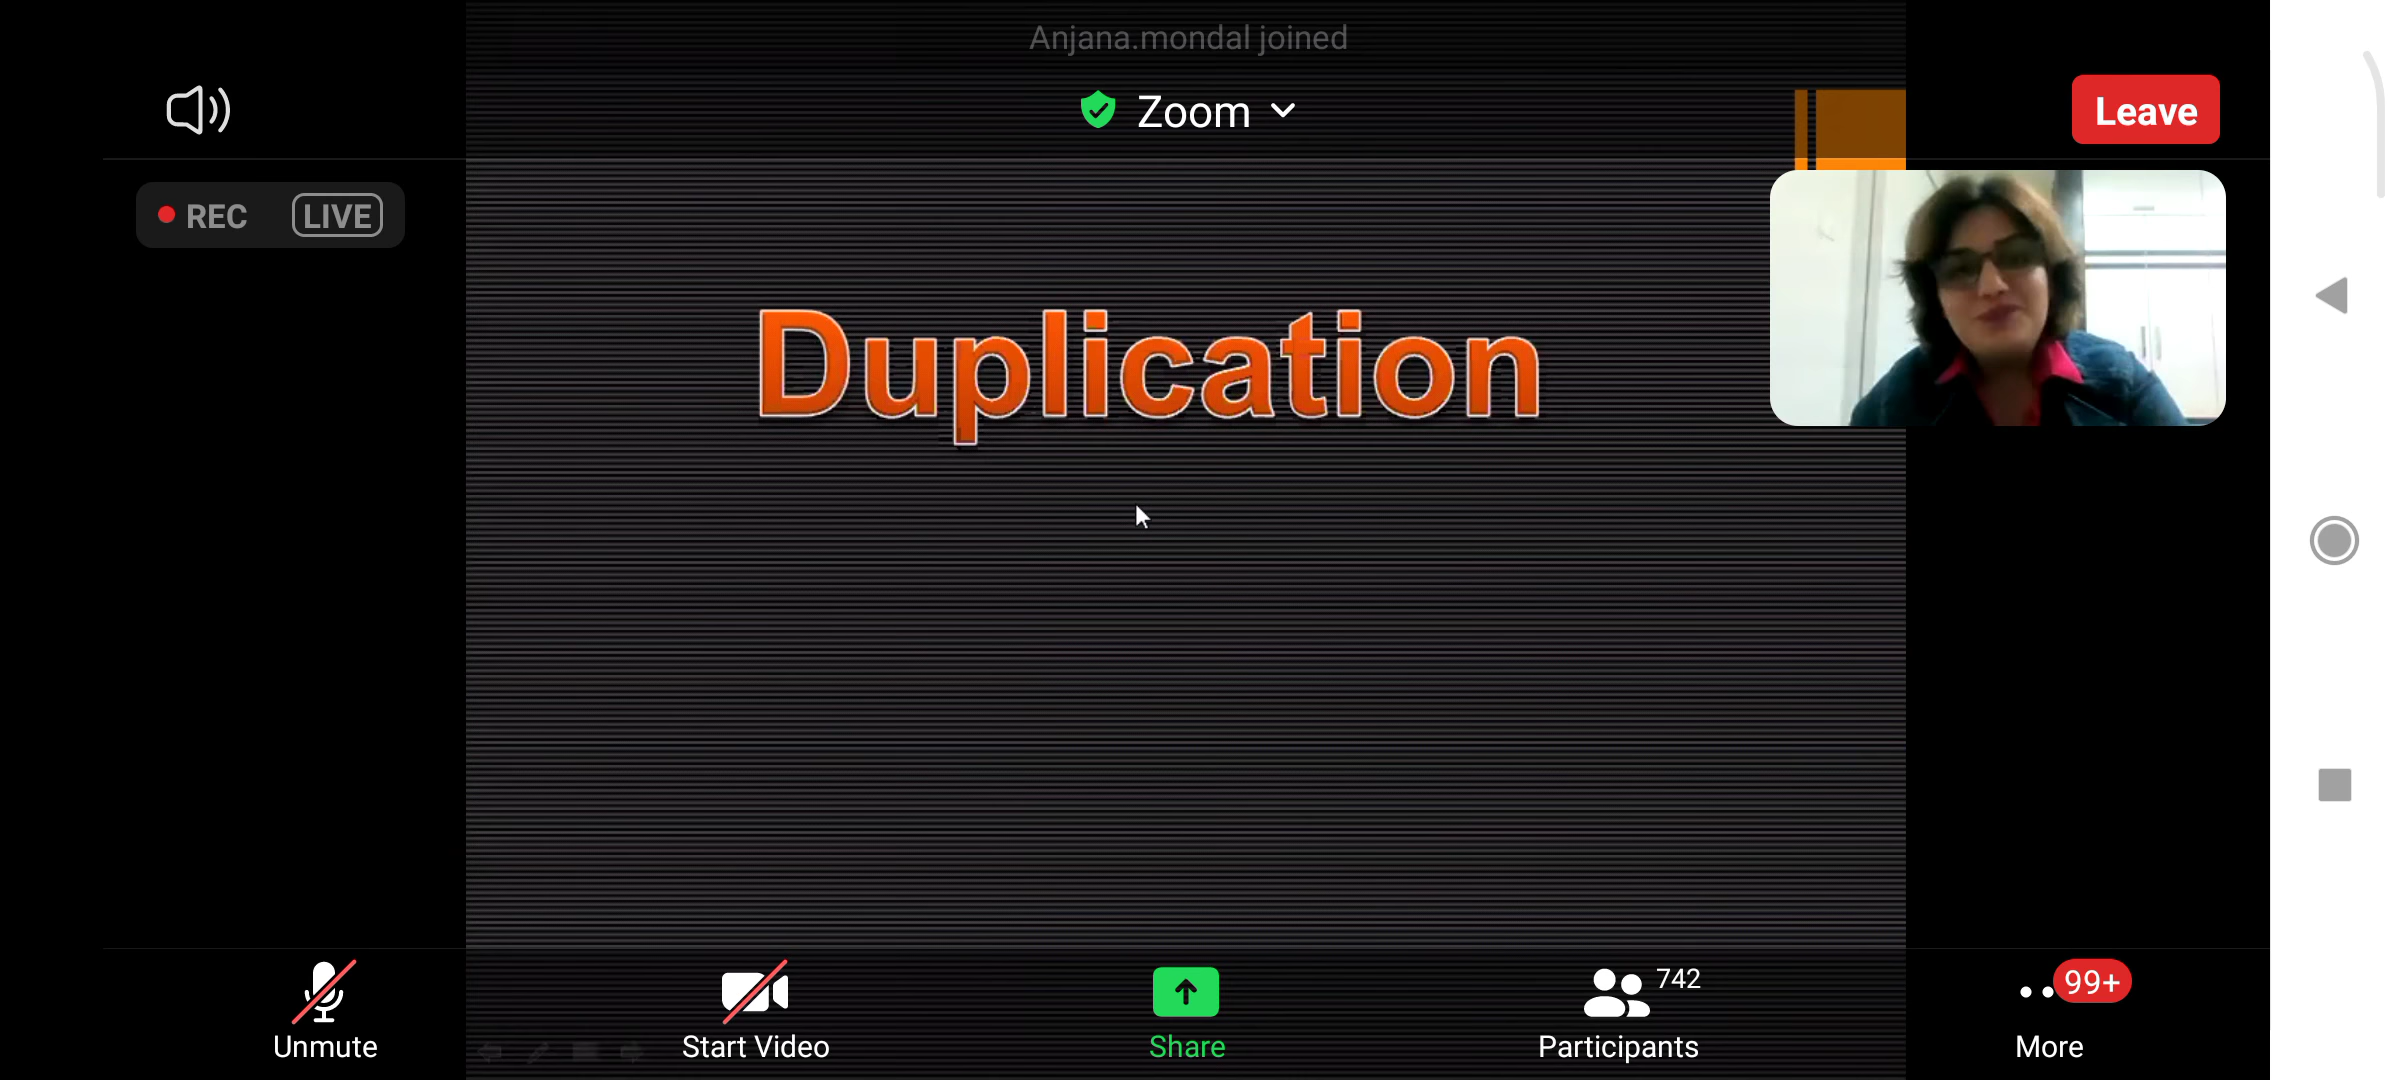 Anjana.mondal joined
Zoom
Leave
REC LIVE
Duplication
742
99+
Unmute
Start Video
Share
Participants
More